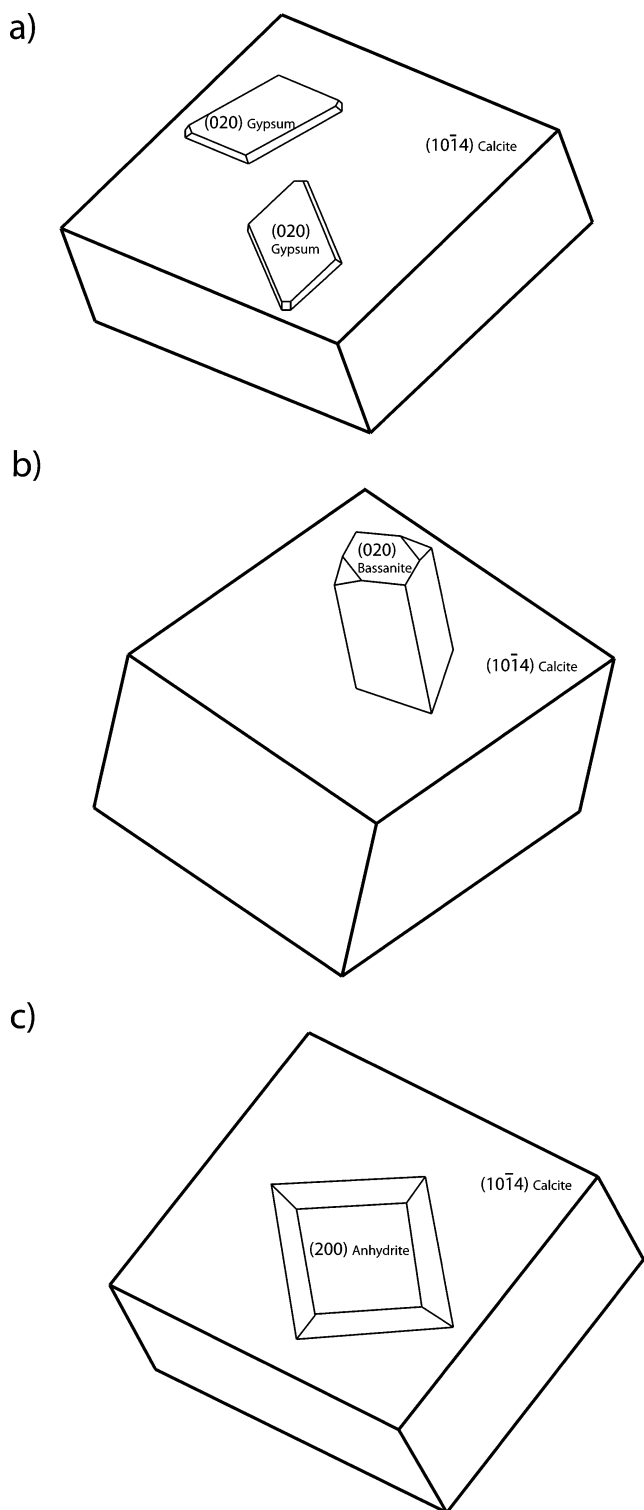 a)
(020) Gypsum
(101̅4) Calcite
(020)
Gypsum
b)
(020)
Bassanite
(101̅4) Calcite
c)
(101̅4) Calcite
(200) Anhydrite